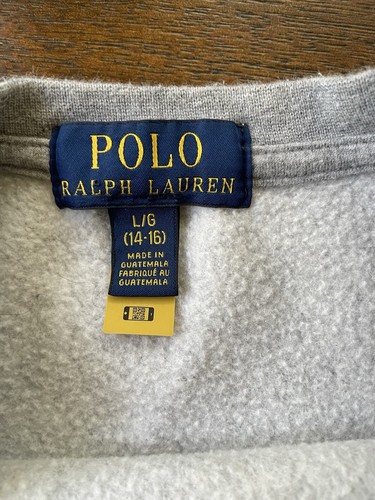 POLO
RALPH LAUREN
L/G
(14-16)
MADE IN
GUATEMALA
FABRIQUÉ AU
GUATEMALA